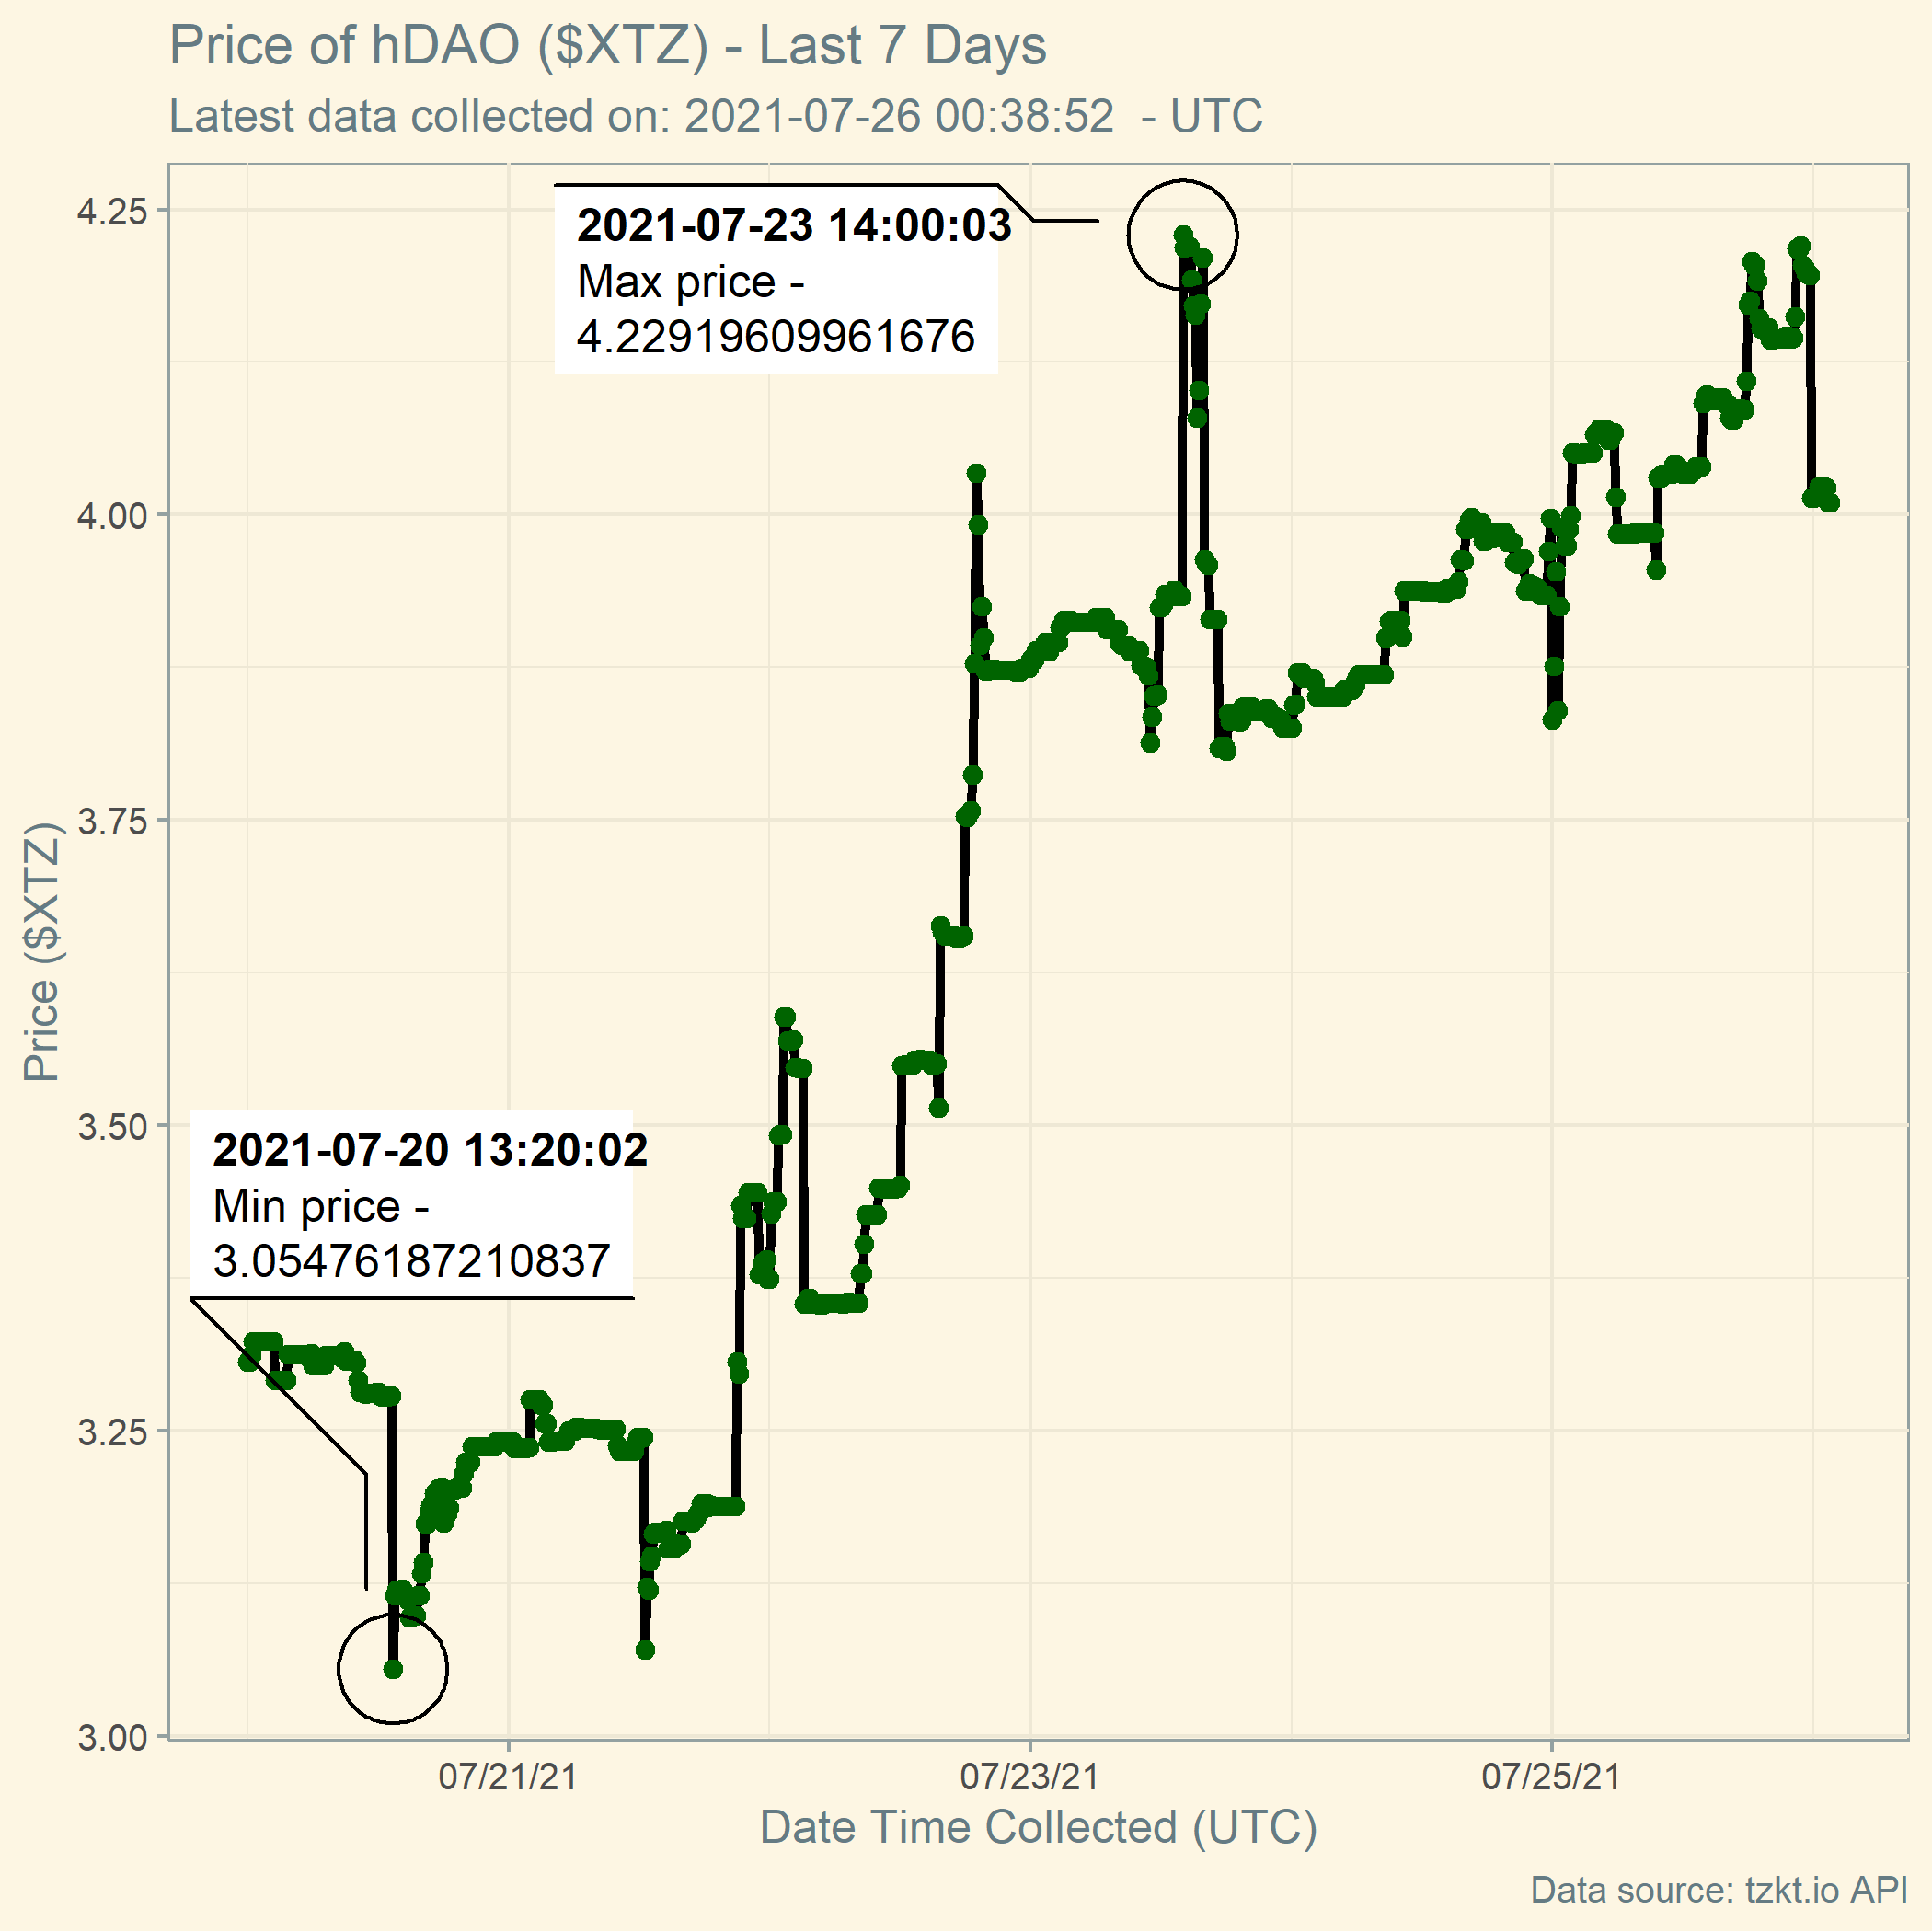 Price of hDAO ($XTZ) - Last 7 Days
Latest data collected on: 2021-07-26 00:38:52  - UTC
4.25
4.00
3.75
3.50
3.25
3.00
Price ($XTZ)
2021-07-23 14:00:03
Max price -
4.22919609961676
2021-07-20 13:20:02
Min price -
3.05476187210837
07/21/21
07/23/21
07/25/21
Date Time Collected (UTC)
Data source: tzkt.io API